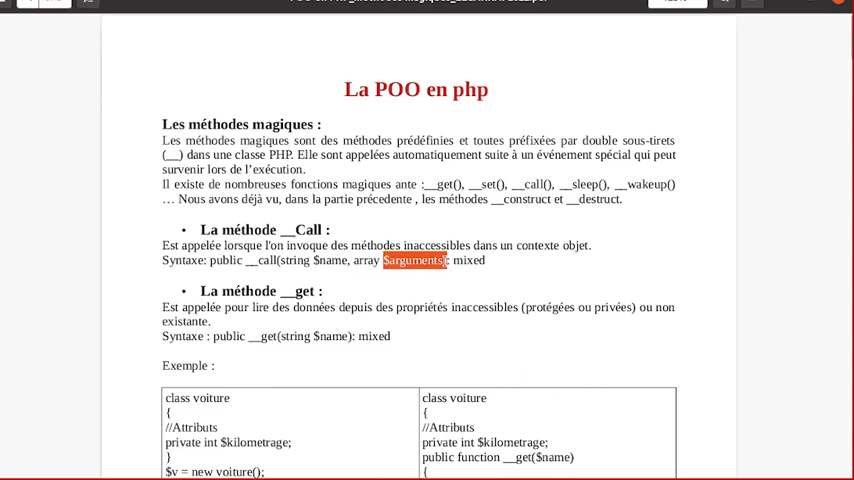 La POO en php
Les méthodes magiques :
Les méthodes magiques sont des méthodes prédéfinies et toutes préfixées par double sous-tirets
(__) dans une classe PHP. Elle sont appelées automatiquement suite à un événement spécial qui peut
survenir lors de l'exécution.
Il existe de nombreuses fonctions magiques ante :__get(), __set(), __call(), __sleep(), __wakeup()
… Nous avons déjà vu, dans la partie précedente , les méthodes __construct et __destruct.
• La méthode __Call :
Est appelée lorsque l'on invoque des méthodes inaccessibles dans un contexte objet.
Syntaxe: public __call(string $name, array $arguments): mixed
• La méthode __get :
Est appelée pour lire des données depuis des propriétés inaccessibles (protégées ou privées) ou non
existante.
Syntaxe : public __get(string $name): mixed
Exemple :
class voiture
{
//Attributs
private int $kilometrage;
}
$v = new voiture();
class voiture
{
//Attributs
private int $kilometrage;
public function __get($name)
{